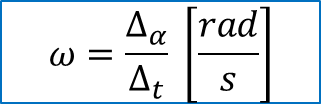 ω = Δα/Δt [rad/s]